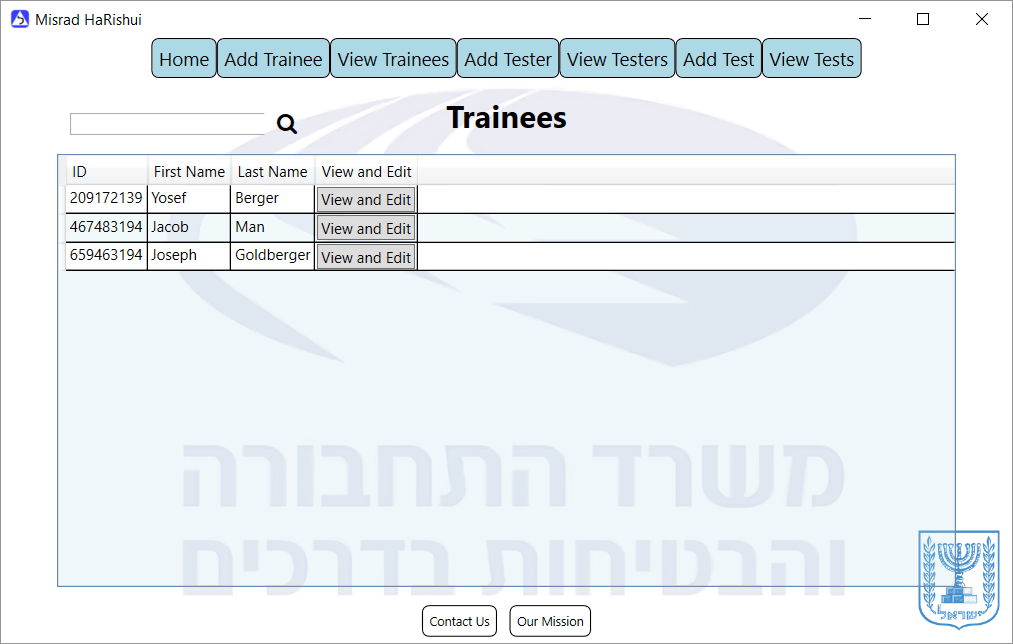 Misrad HaRishui
Home Add Trainee View Trainees Add Tester View Testers Add Test View Tests
Trainees
ID First Name Last Name View and Edit
209172139 Yosef Berger View and Edit
467483194 Jacob Man View and Edit
659463194 Joseph Goldberger View and Edit
משרד התחבורה
והבטיחות בדרכים
ישראל
Contact Us Our Mission